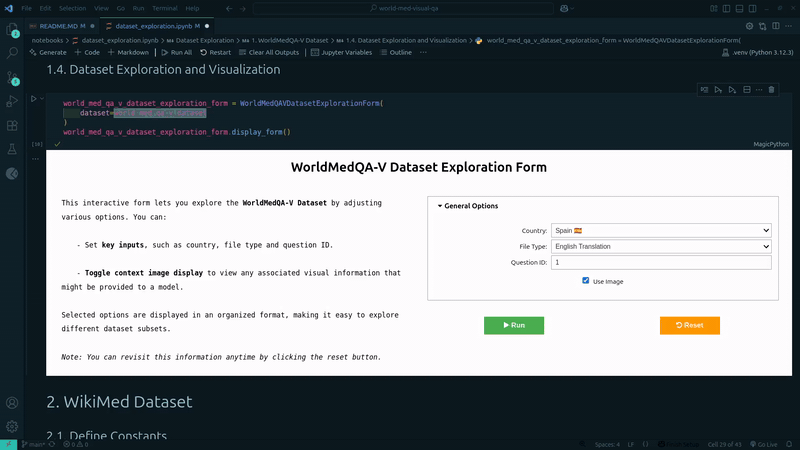 File Edit Selection View Go Run Terminal Help
world-med-visual-qa
README.MD M
dataset_exploration.ipynb M
notebooks > dataset_exploration.ipynb > Dataset Exploration > 1. WorldMedQA-V Dataset > 1.4. Dataset Exploration and Visualization > world_med_qa_v_dataset_exploration_form = WorldMedQAVDatasetExplorationForm(
Generate + Code + Markdown Run All Restart Clear All Outputs Jupyter Variables Outline ...
.venv (Python 3.12.3)
1.4. Dataset Exploration and Visualization
world_med_qa_v_dataset_exploration_form = WorldMedQAVDatasetExplorationForm(
dataset=
)
world_med_qa_v_dataset_exploration_form.display_form()
MagicPython
WorldMedQA-V Dataset Exploration Form
This interactive form lets you explore the WorldMedQA-V Dataset by adjusting
various options. You can:
- Set key inputs, such as country, file type and question ID.
- Toggle context image display to view any associated visual information that
might be provided to a model.
Selected options are displayed in an organized format, making it easy to explore
different dataset subsets.
Note: You can revisit this information anytime by clicking the reset button.
General Options
Country: Spain 🇪🇸
File Type: English Translation
Question ID: 1
Use Image
Run
Reset
2. WikiMed Dataset
2.1. Define Constants
main* 0 0
Spaces: 4 LF Cell 29 of 43 Go Live